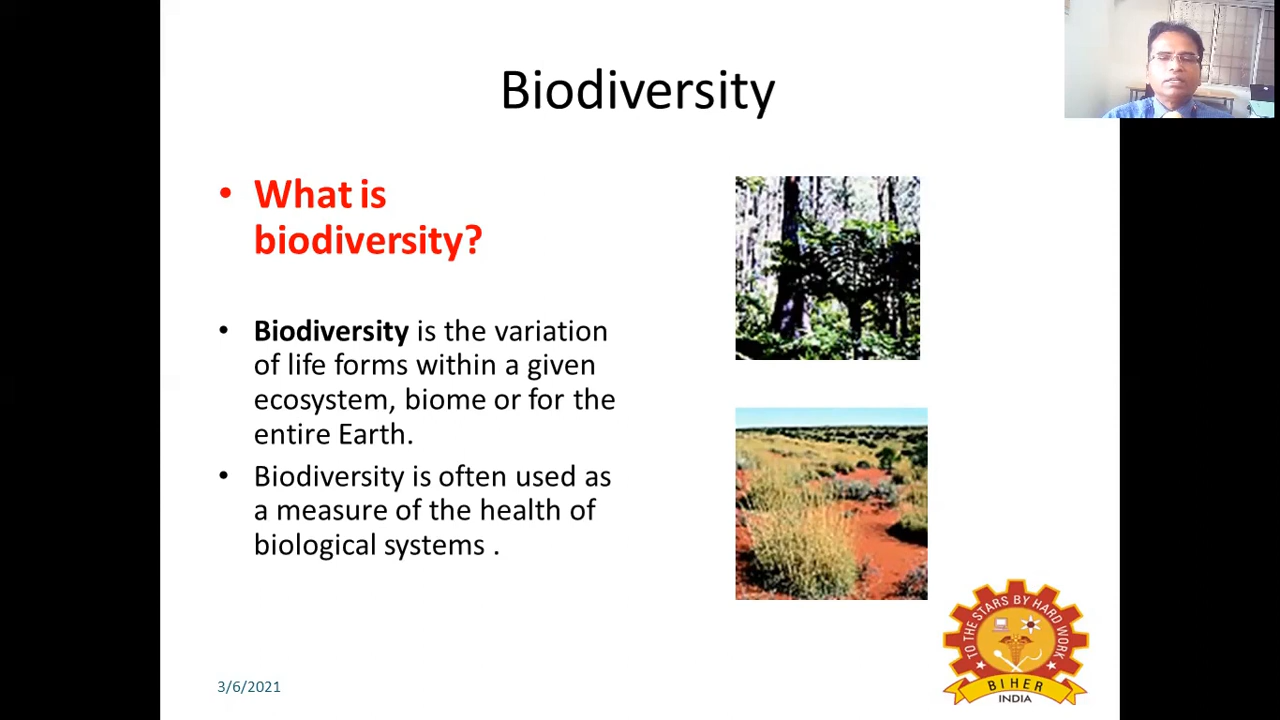 Biodiversity
• What is
biodiversity?
• Biodiversity is the variation
of life forms within a given
ecosystem, biome or for the
entire Earth.
• Biodiversity is often used as
a measure of the health of
biological systems .
TO THE STARS BY HARD WORK
BIHER
INDIA
3/6/2021